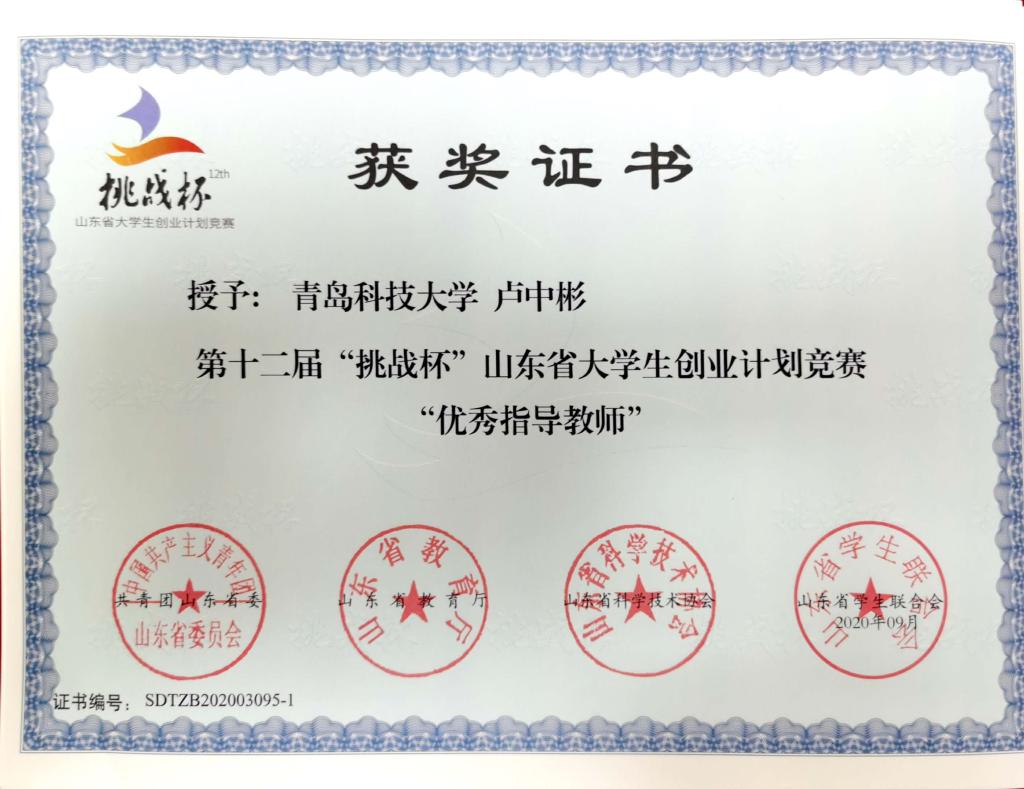 获奖证书
12th
挑战杯
山东省大学生创业计划竞赛
授予： 青岛科技大学 卢中彬
第十二届“挑战杯”山东省大学生创业计划竞赛
“优秀指导教师”
中国共产主义青年团
山东省委员会
共青团山东省委
山东省教育厅
山东省教育厅
山东省科学技术协会
山东省科学技术协会
山东省学生联合会
山东省学生联合会
2020年09月
证书编号： SDTZB202003095-1